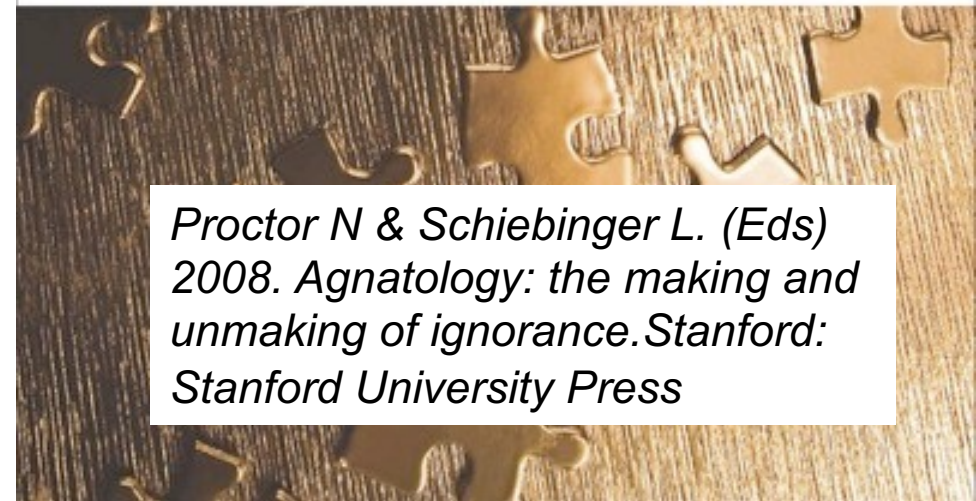 Proctor N & Schiebinger L. (Eds)
2008. Agnatology: the making and
unmaking of ignorance.Stanford:
Stanford University Press